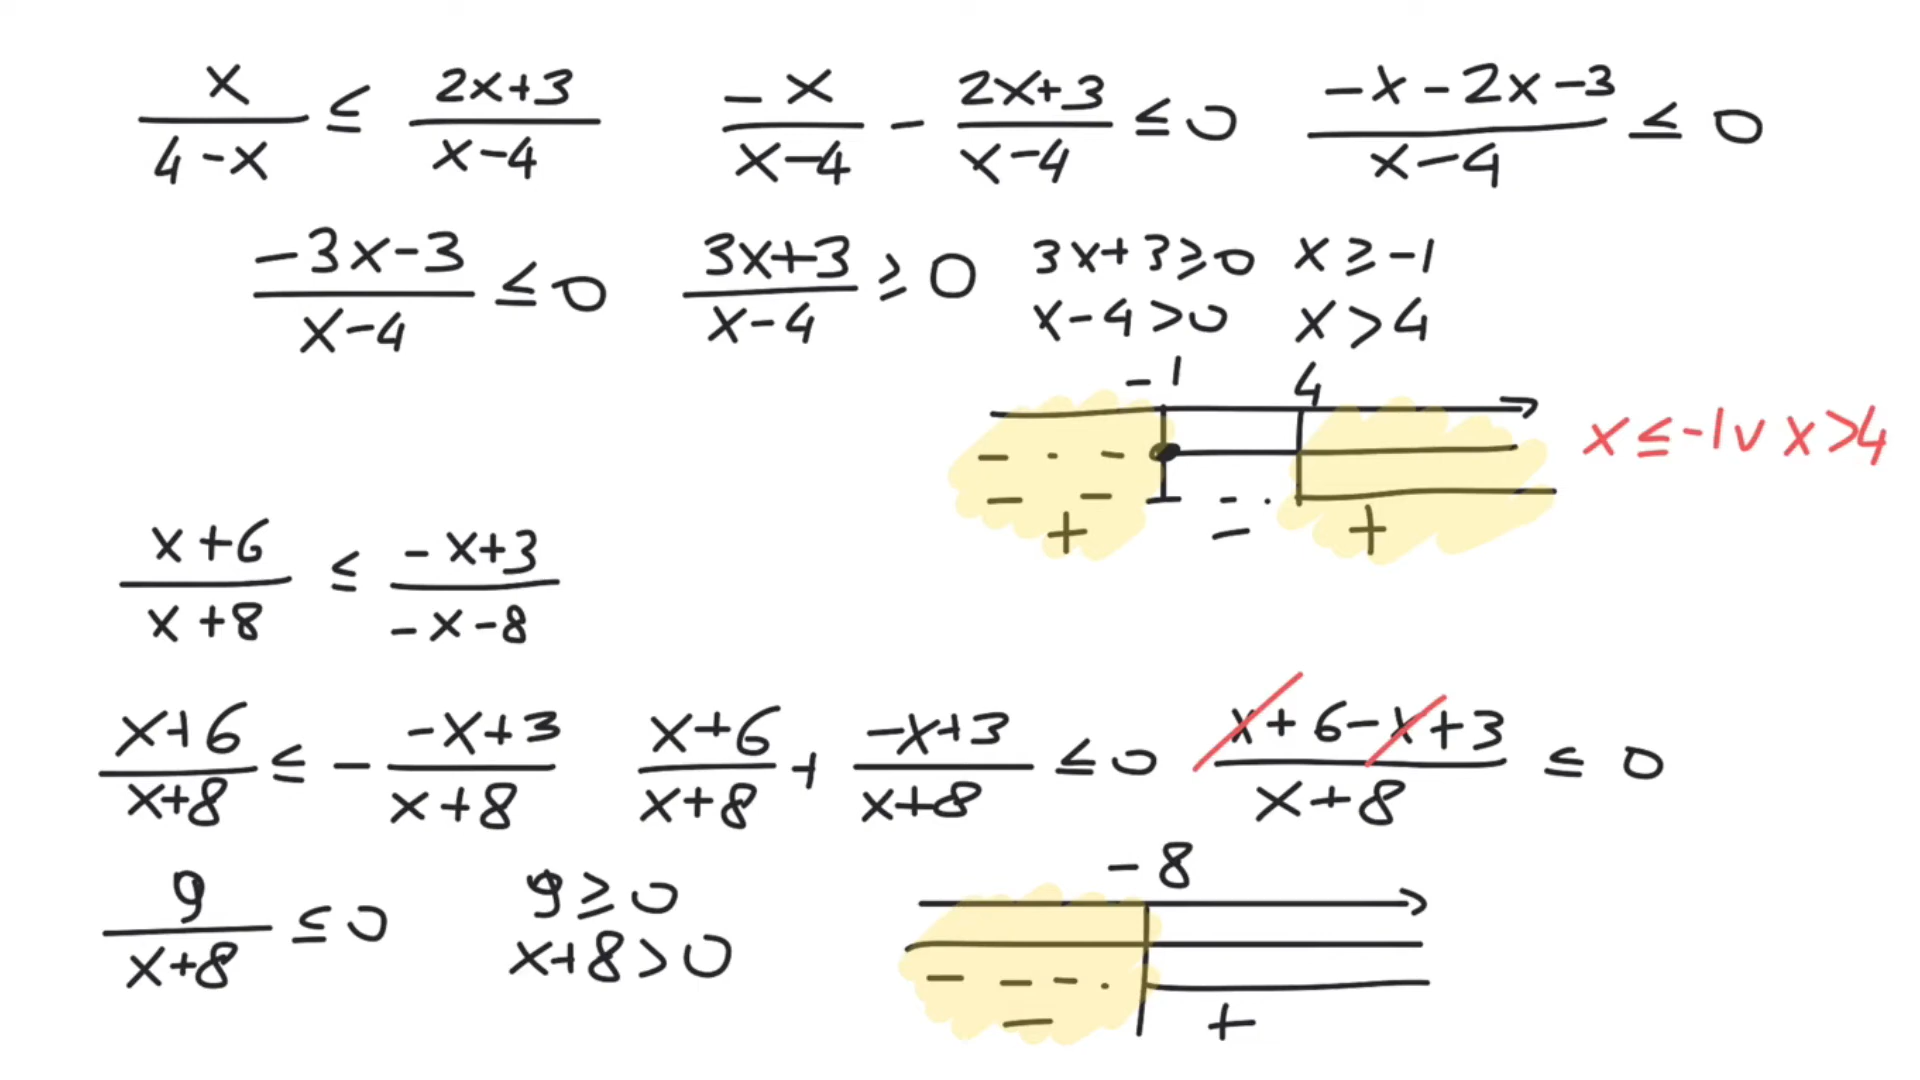 x/(4-x) ≤ (2x+3)/(x-4)   -x/(x-4) - (2x+3)/(x-4) ≤ 0   (-x-2x-3)/(x-4) ≤ 0
(-3x-3)/(x-4) ≤ 0   (3x+3)/(x-4) ≥ 0   3x+3≥0   x≥-1
x-4>0   x>4
-1   4
x≤-1 ∨ x>4
- - -
- - - - -
+ - +
(x+6)/(x+8) ≤ (-x+3)/(-x-8)
(x+6)/(x+8) ≤ -(-x+3)/(x+8)   (x+6)/(x+8) + (-x+3)/(x+8) ≤ 0   (x+6-x+3)/(x+8) ≤ 0
-8
9/(x+8) ≤ 0   9≥0
x+8>0
- - - -
- +